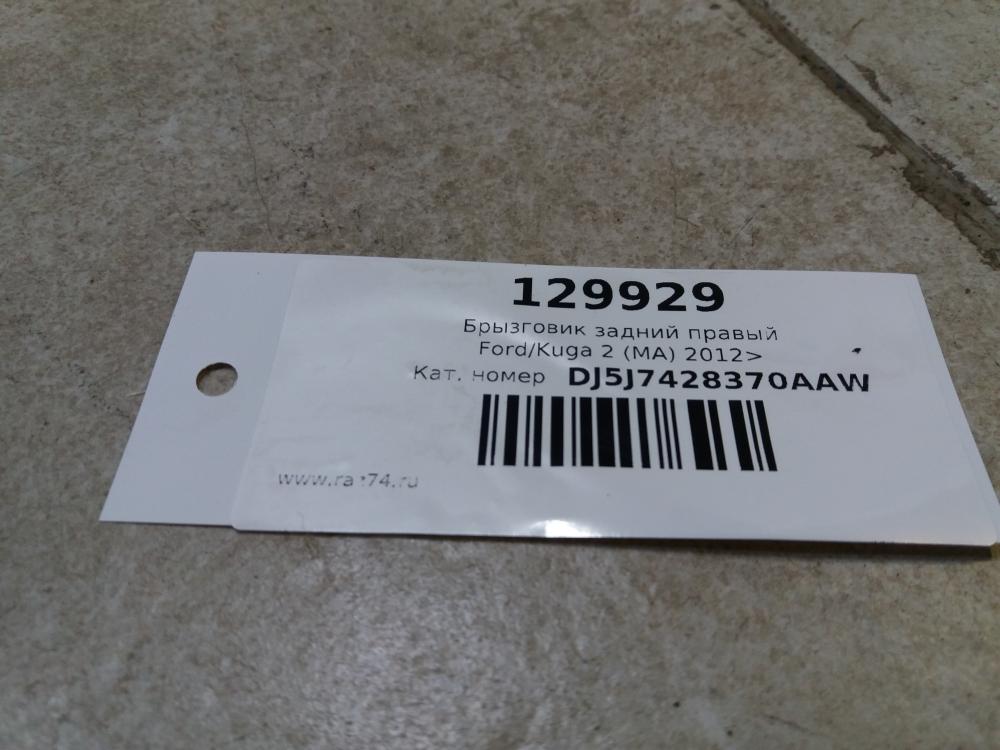 129929
Брызговик задний правый
Ford/Kuga 2 (MA) 2012>
Кат. номер DJ5J7428370AAW